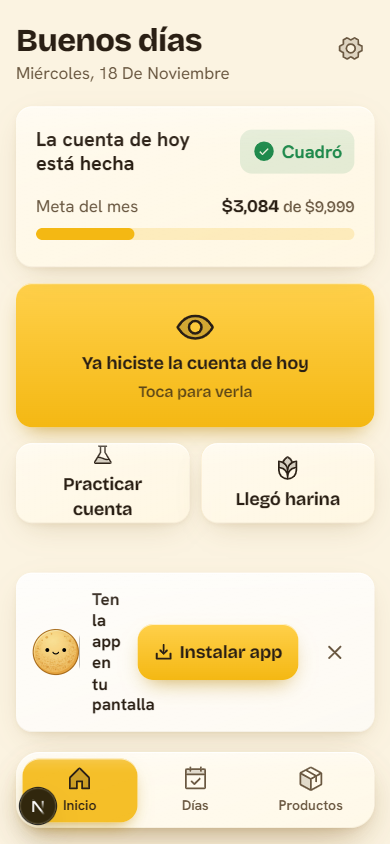 Buenos días
Miércoles, 18 De Noviembre
La cuenta de hoy
está hecha
Cuadró
Meta del mes
$3,084 de $9,999
Ya hiciste la cuenta de hoy
Toca para verla
Practicar
cuenta
Llegó harina
Ten
la
app
en
tu
pantalla
Instalar app
N
Inicio
Días
Productos